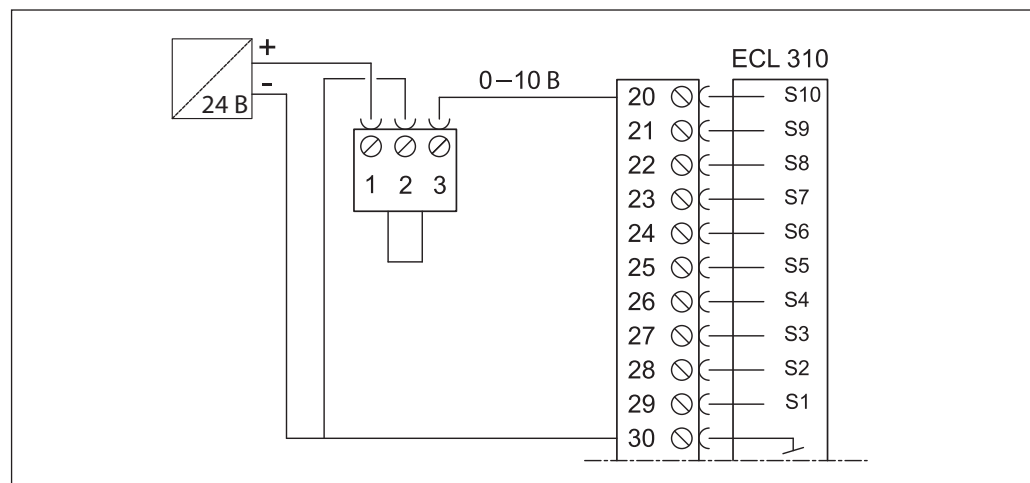 +
-
24 В
0–10 В
ECL 310
1 2 3
20 S10
21 S9
22 S8
23 S7
24 S6
25 S5
26 S4
27 S3
28 S2
29 S1
30